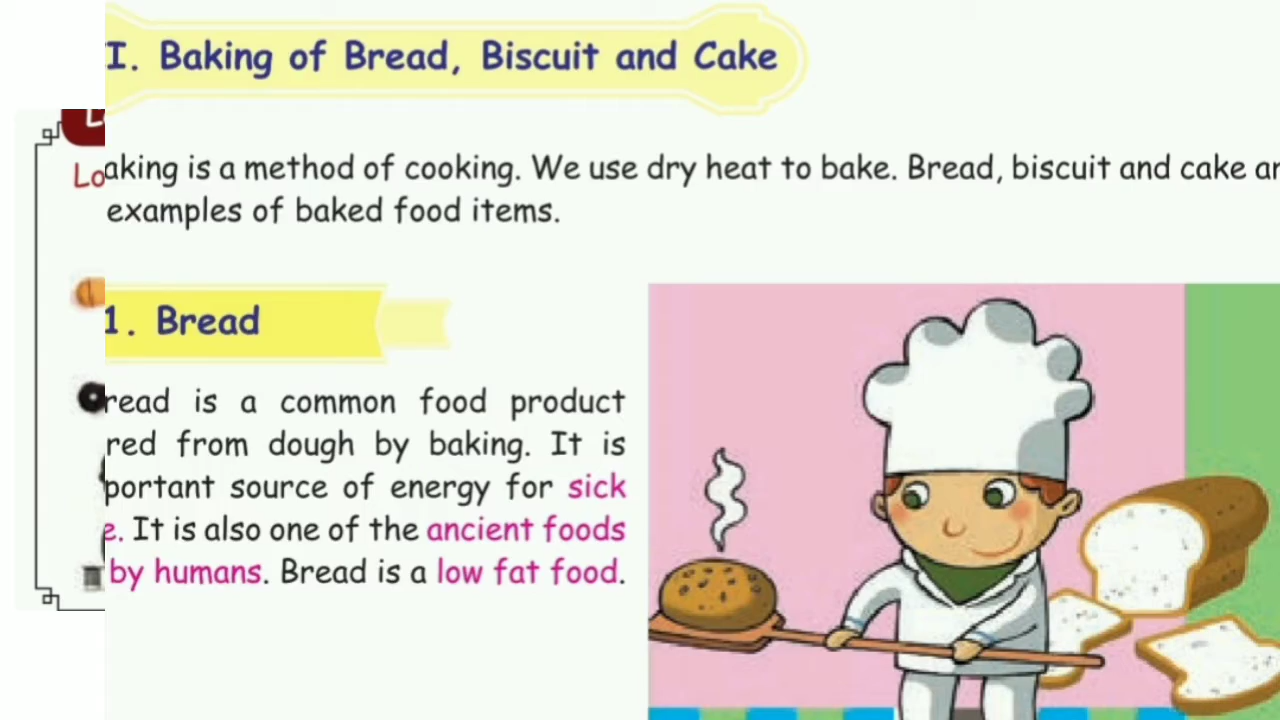 I. Baking of Bread, Biscuit and Cake
Lo
aking is a method of cooking. We use dry heat to bake. Bread, biscuit and cake ar
examples of baked food items.
1. Bread
read is a common food product
red from dough by baking. It is
portant source of energy for sick
e. It is also one of the ancient foods
by humans. Bread is a low fat food.